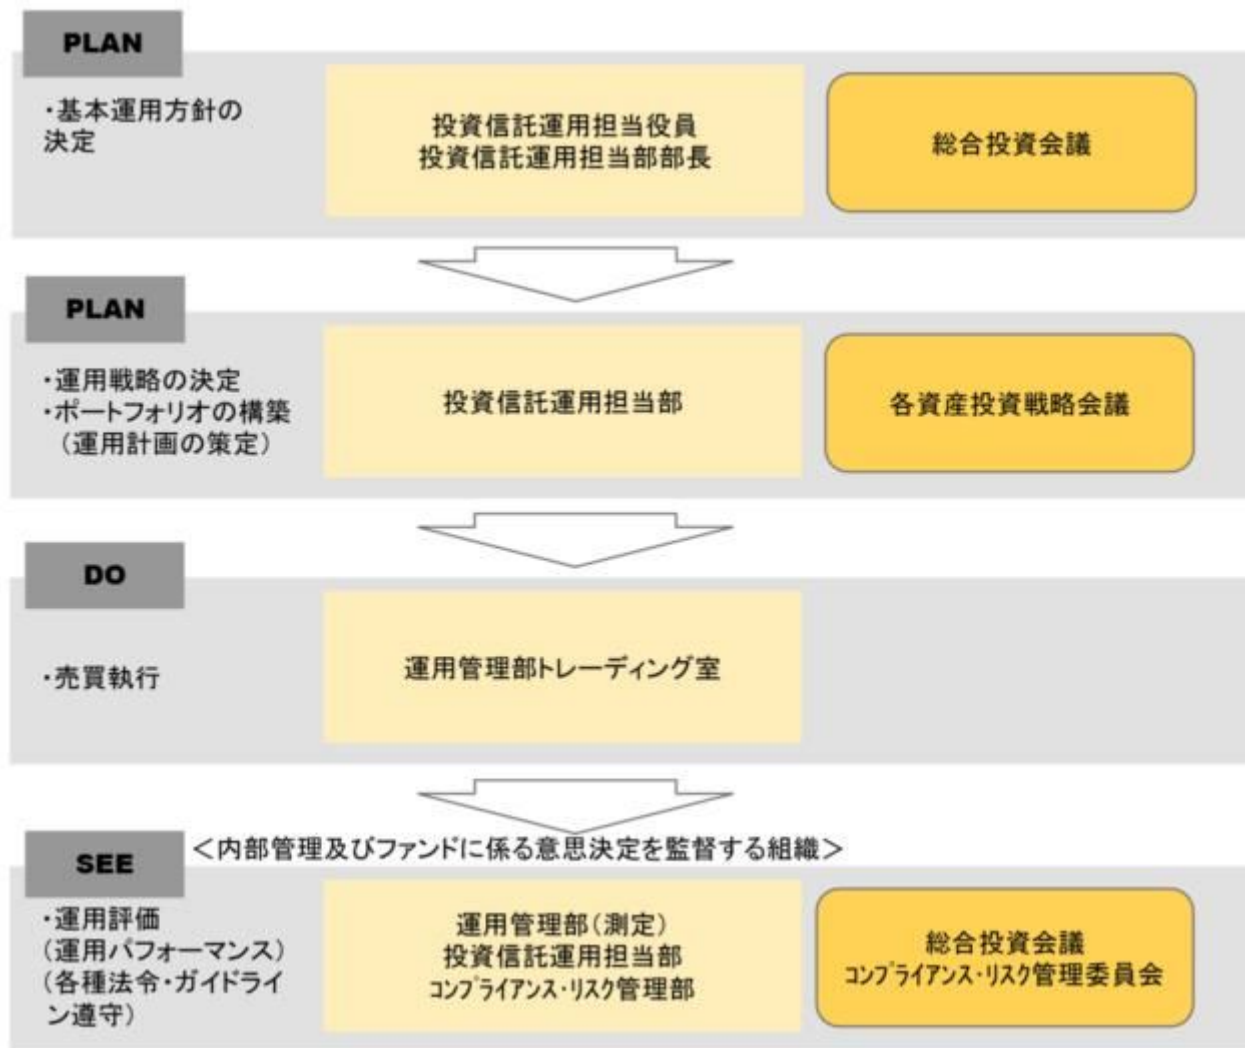 PLAN
・基本運用方針の
決定
投資信託運用担当役員
投資信託運用担当部部長
総合投資会議
PLAN
・運用戦略の決定
・ポートフォリオの構築
（運用計画の策定）
投資信託運用担当部
各資産投資戦略会議
DO
・売買執行
運用管理部トレーディング室
＜内部管理及びファンドに係る意思決定を監督する組織＞
SEE
・運用評価
(運用パフォーマンス)
(各種法令・ガイドライ
ン遵守)
運用管理部（測定）
投資信託運用担当部
ｺﾝﾌﾟﾗｲｱﾝｽ・ﾘｽｸ管理部
総合投資会議
ｺﾝﾌﾟﾗｲｱﾝｽ・ﾘｽｸ管理委員会